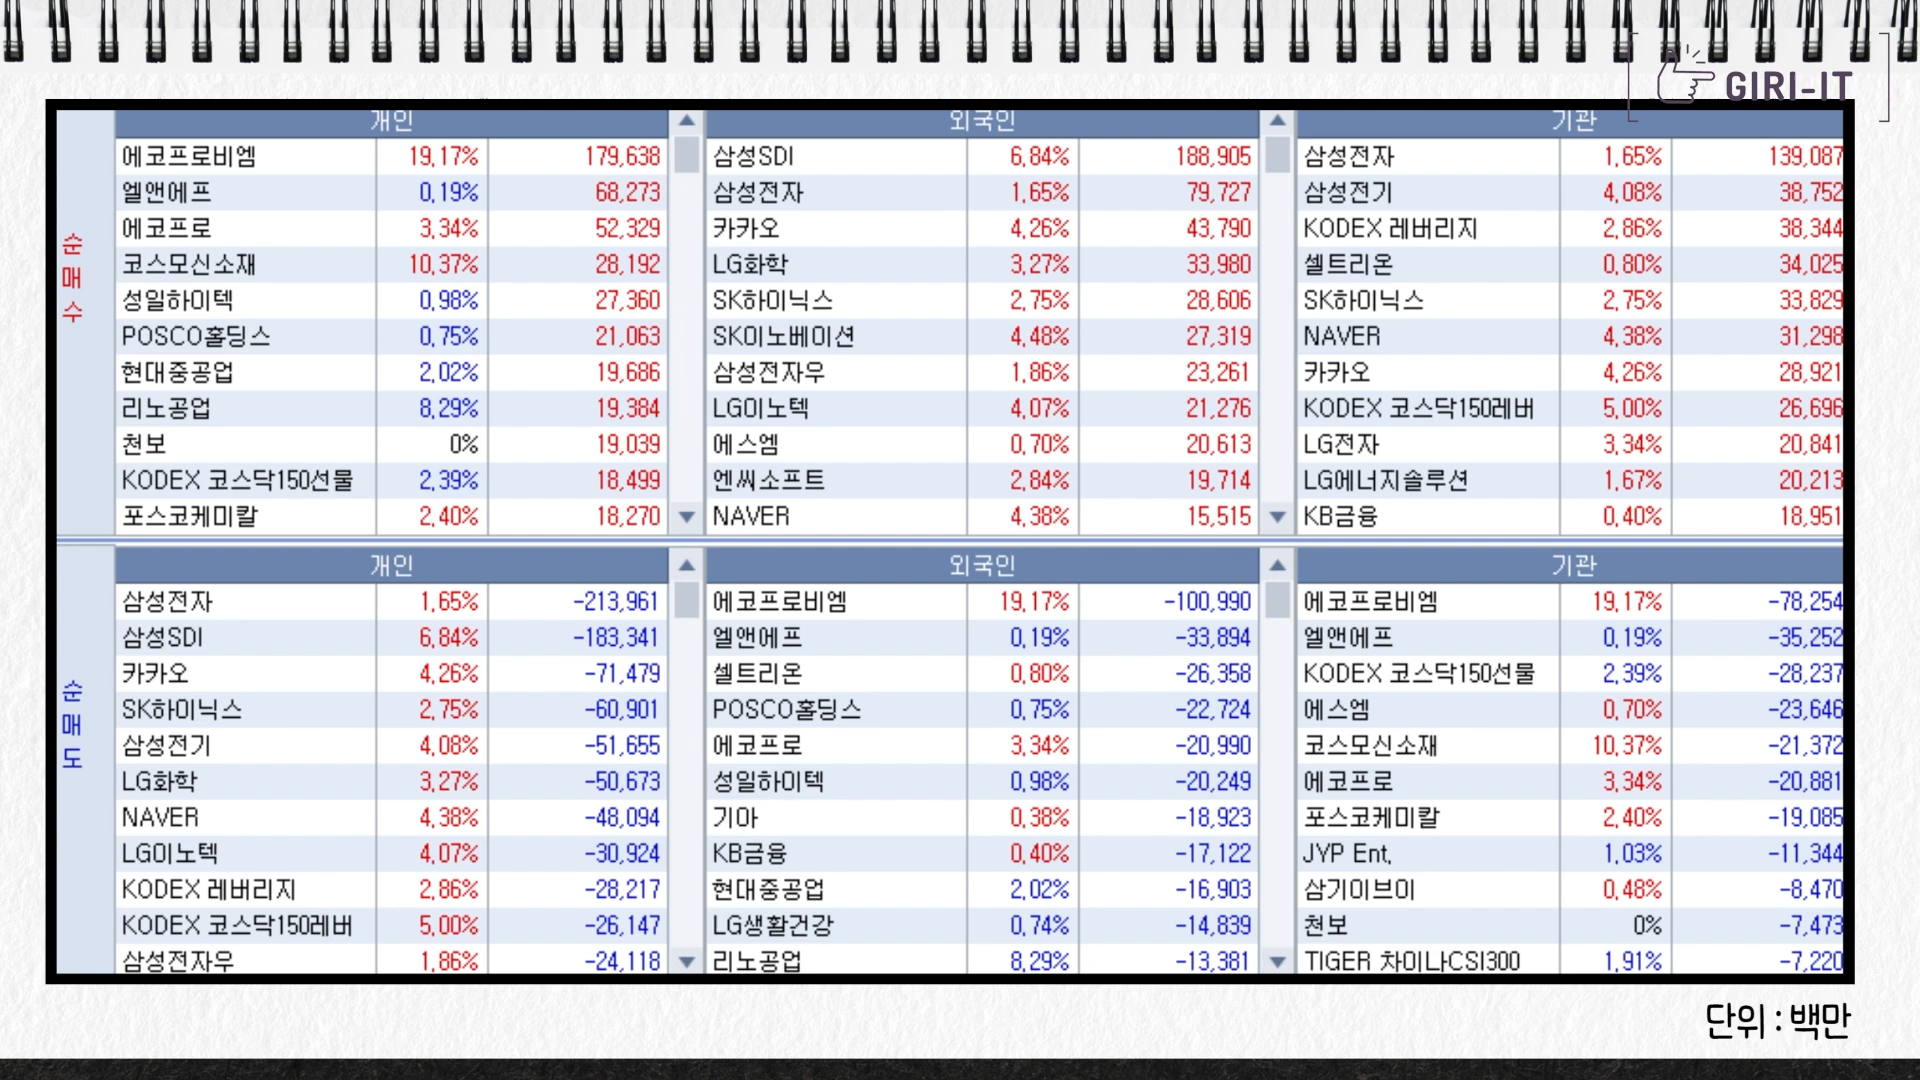 GIRI-IT
개인 외국인 기관
순매수
에코프로비엠 19,17% 179,638 삼성SDI 6,84% 188,905 삼성전자 1,65% 139,087
엘앤에프 0,19% 68,273 삼성전자 1,65% 79,727 삼성전기 4,08% 38,752
에코프로 3,34% 52,329 카카오 4,26% 43,790 KODEX 레버리지 2,86% 38,344
코스모신소재 10,37% 28,192 LG화학 3,27% 33,980 셀트리온 0,80% 34,025
성일하이텍 0,98% 27,360 SK하이닉스 2,75% 28,606 SK하이닉스 2,75% 33,829
POSCO홀딩스 0,75% 21,063 SK이노베이션 4,48% 27,319 NAVER 4,38% 31,298
현대중공업 2,02% 19,686 삼성전자우 1,86% 23,261 카카오 4,26% 28,921
리노공업 8,29% 19,384 LG이노텍 4,07% 21,276 KODEX 코스닥150레버 5,00% 26,696
천보 0% 19,039 에스엠 0,70% 20,613 LG전자 3,34% 20,841
KODEX 코스닥150선물 2,39% 18,499 엔씨소프트 2,84% 19,714 LG에너지솔루션 1,67% 20,213
포스코케미칼 2,40% 18,270 NAVER 4,38% 15,515 KB금융 0,40% 18,951
개인 외국인 기관
순매도
삼성전자 1,65% -213,961 에코프로비엠 19,17% -100,990 에코프로비엠 19,17% -78,254
삼성SDI 6,84% -183,341 엘앤에프 0,19% -33,894 엘앤에프 0,19% -35,252
카카오 4,26% -71,479 셀트리온 0,80% -26,358 KODEX 코스닥150선물 2,39% -28,237
SK하이닉스 2,75% -60,901 POSCO홀딩스 0,75% -22,724 에스엠 0,70% -23,646
삼성전기 4,08% -51,655 에코프로 3,34% -20,990 코스모신소재 10,37% -21,372
LG화학 3,27% -50,673 성일하이텍 0,98% -20,249 에코프로 3,34% -20,881
NAVER 4,38% -48,094 기아 0,38% -18,923 포스코케미칼 2,40% -19,085
LG이노텍 4,07% -30,924 KB금융 0,40% -17,122 JYP Ent, 1,03% -11,344
KODEX 레버리지 2,86% -28,217 현대중공업 2,02% -16,903 삼기이브이 0,48% -8,470
KODEX 코스닥150레버 5,00% -26,147 LG생활건강 0,74% -14,839 천보 0% -7,473
삼성전자우 1,86% -24,118 리노공업 8,29% -13,381 TIGER 차이나CSI300 1,91% -7,220
단위 : 백만